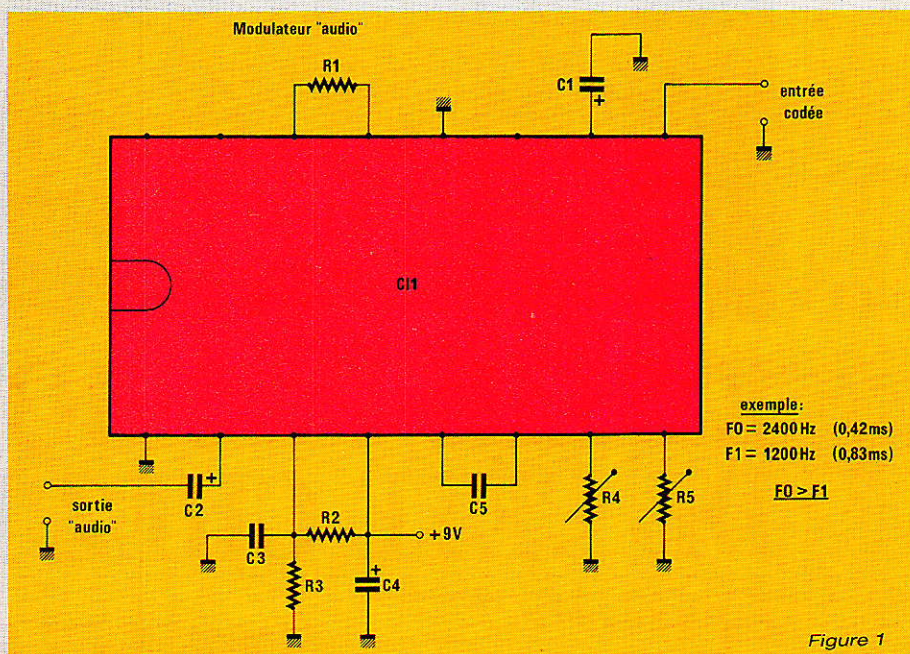 Modulateur "audio"
R1
C1
+
entrée
codée
CI1
exemple:
F0 = 2400 Hz (0,42 ms)
F1 = 1200 Hz (0,83 ms)
F0 > F1
sortie
"audio"
C2
+
C3
R2
R3
+9V
+
C4
C5
R4
R5
Figure 1